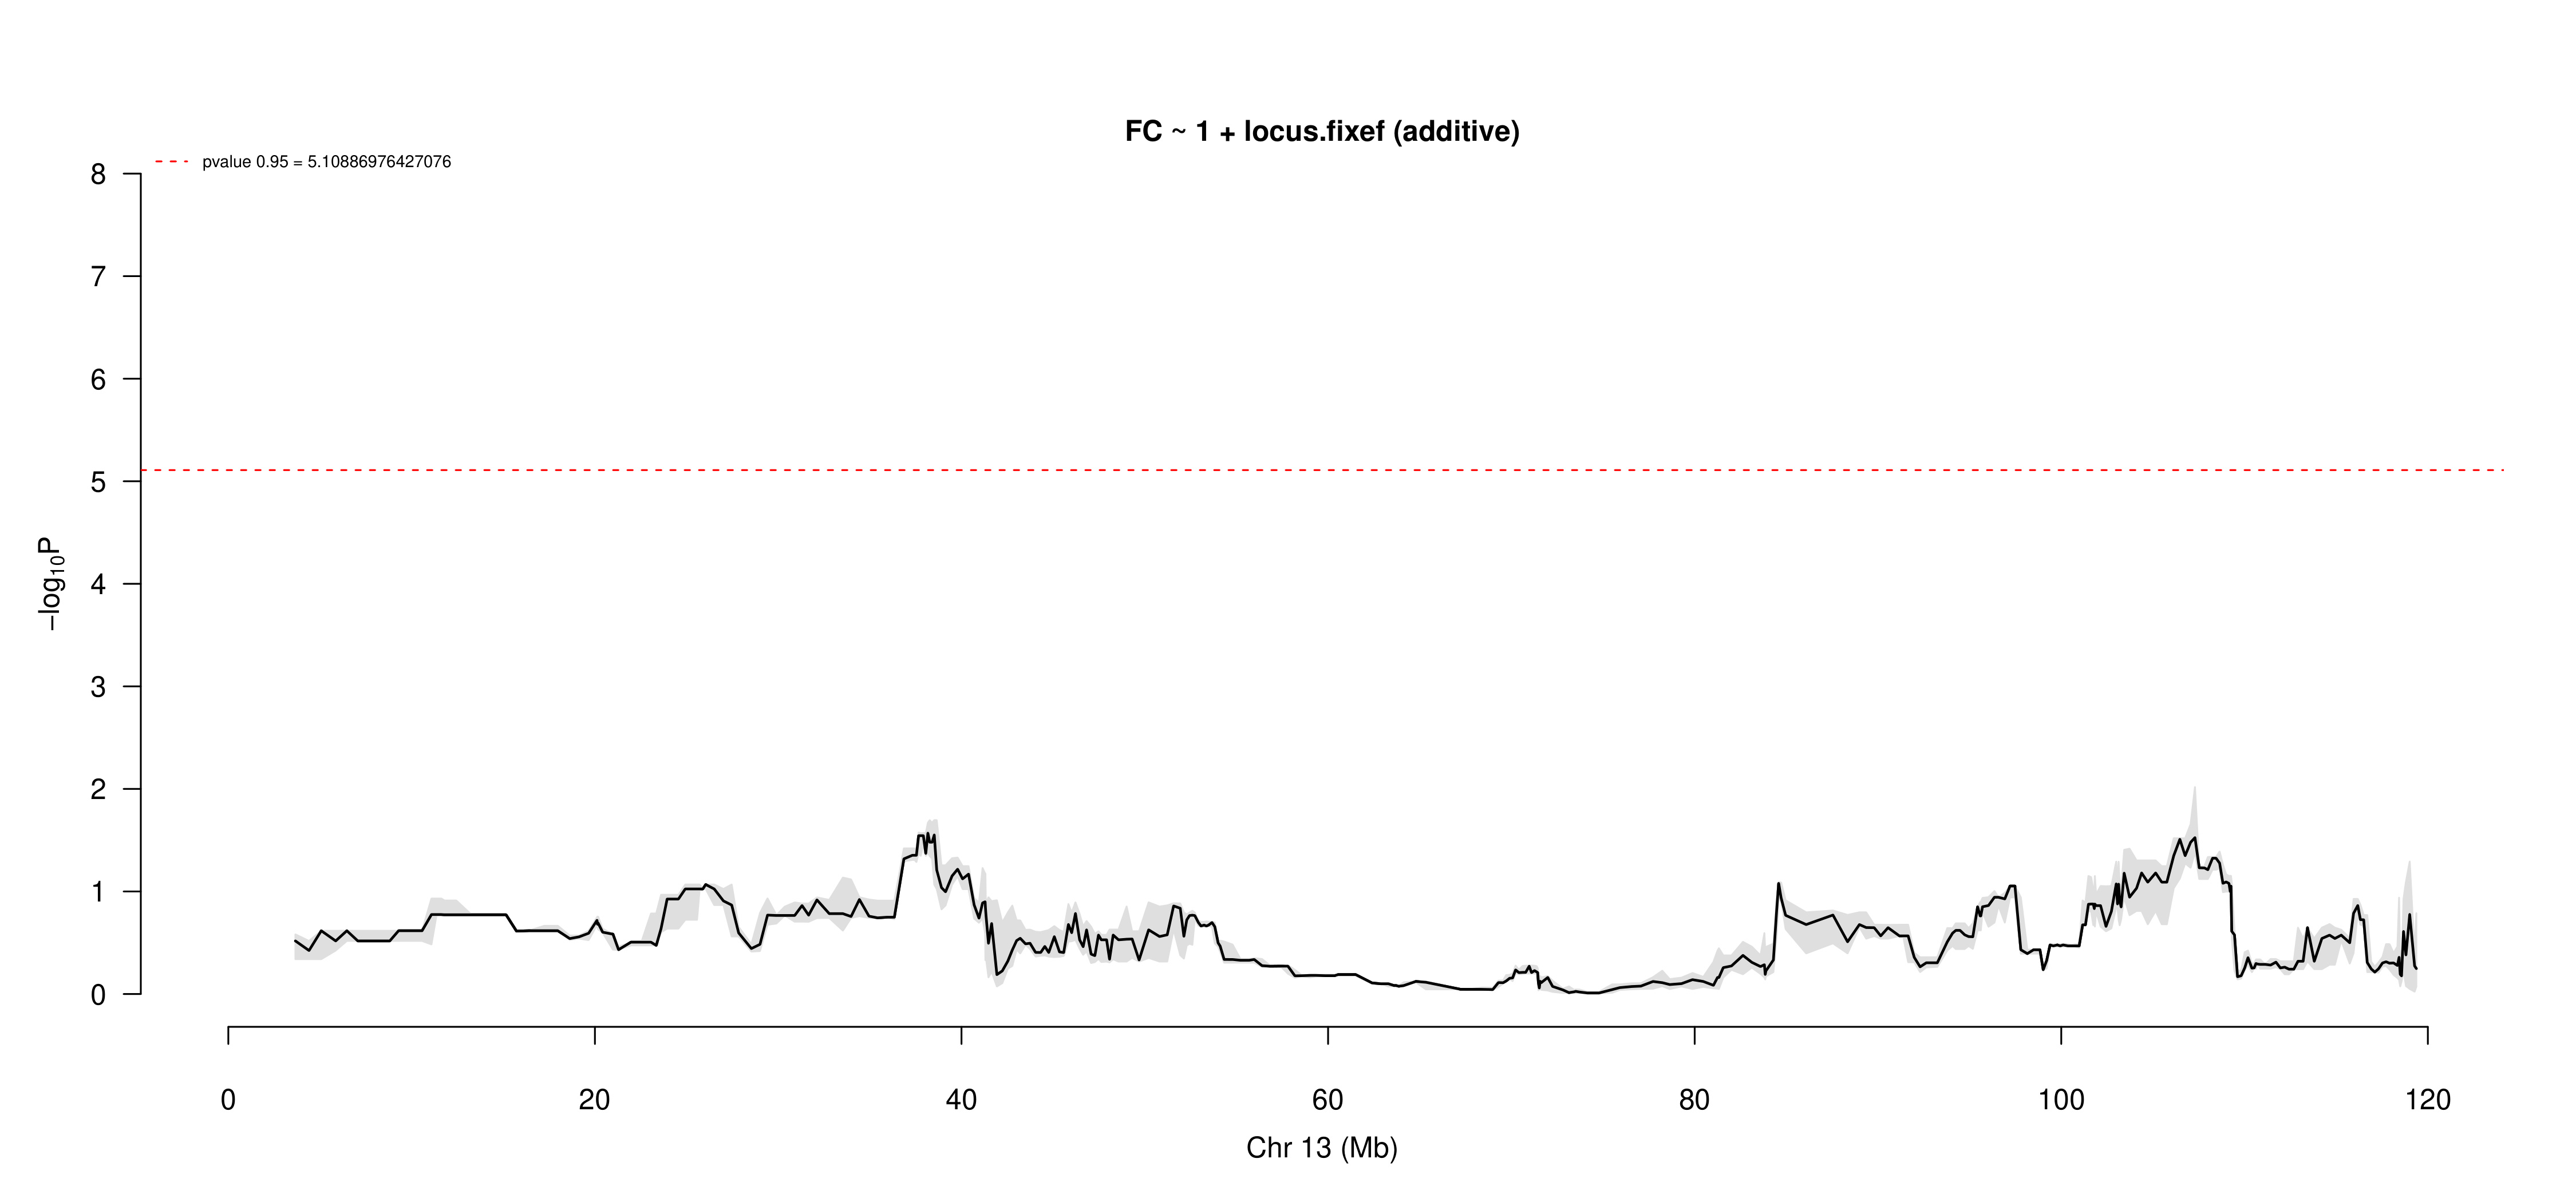 FC ~ 1 + locus.fixef (additive)
pvalue 0.95 = 5.10886976427076
8
7
6
5
4
3
2
1
0
−log10P
0 20 40 60 80 100 120
Chr 13 (Mb)